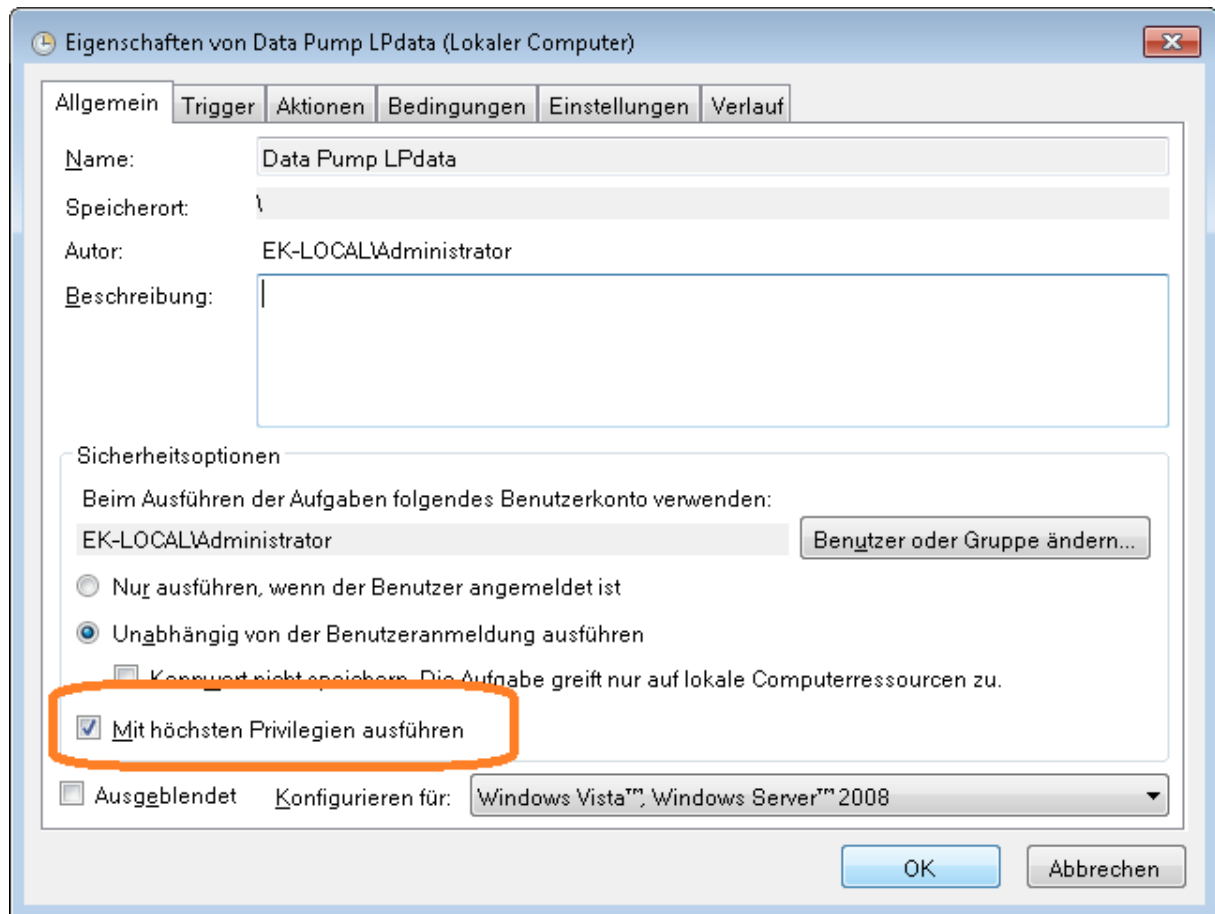 Eigenschaften von Data Pump LPdata (Lokaler Computer)
Allgemein Trigger Aktionen Bedingungen Einstellungen Verlauf
Name: Data Pump LPdata
Speicherort: \
Autor: EK-LOCAL\Administrator
Beschreibung:
Sicherheitsoptionen
Beim Ausführen der Aufgaben folgendes Benutzerkonto verwenden:
EK-LOCAL\Administrator Benutzer oder Gruppe ändern...
Nur ausführen, wenn der Benutzer angemeldet ist
Unabhängig von der Benutzeranmeldung ausführen
Kennwort nicht speichern. Die Aufgabe greift nur auf lokale Computerressourcen zu.
Mit höchsten Privilegien ausführen
Ausgeblendet Konfigurieren für: Windows Vista™, Windows Server™ 2008
OK Abbrechen